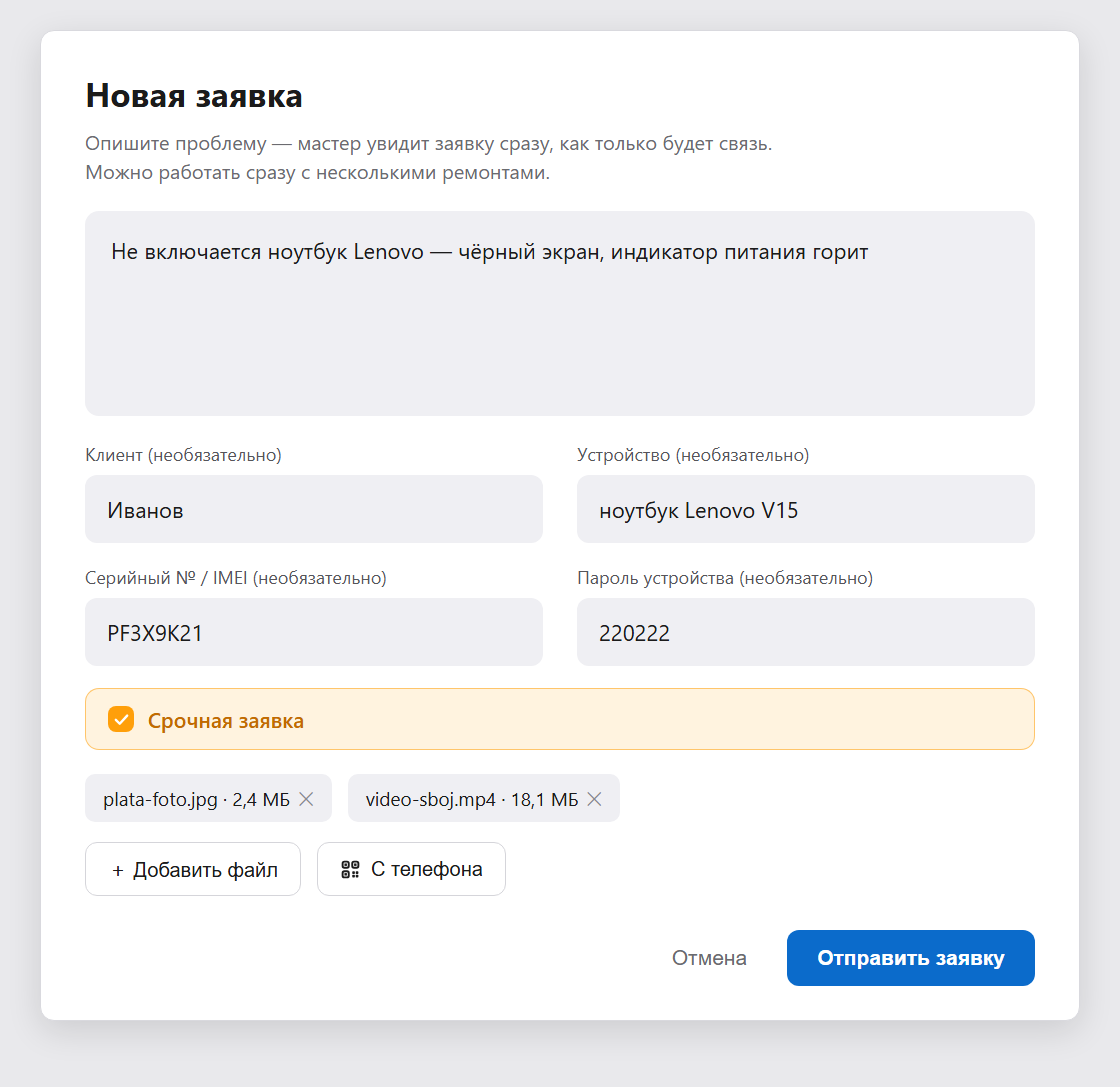 Новая заявка
Опишите проблему — мастер увидит заявку сразу, как только будет связь.
Можно работать сразу с несколькими ремонтами.
Не включается ноутбук Lenovo — чёрный экран, индикатор питания горит
Клиент (необязательно)
Устройство (необязательно)
Иванов
ноутбук Lenovo V15
Серийный № / IMEI (необязательно)
Пароль устройства (необязательно)
PF3X9K21
220222
Срочная заявка
plata-foto.jpg · 2,4 МБ
video-sboj.mp4 · 18,1 МБ
+ Добавить файл
С телефона
Отмена
Отправить заявку